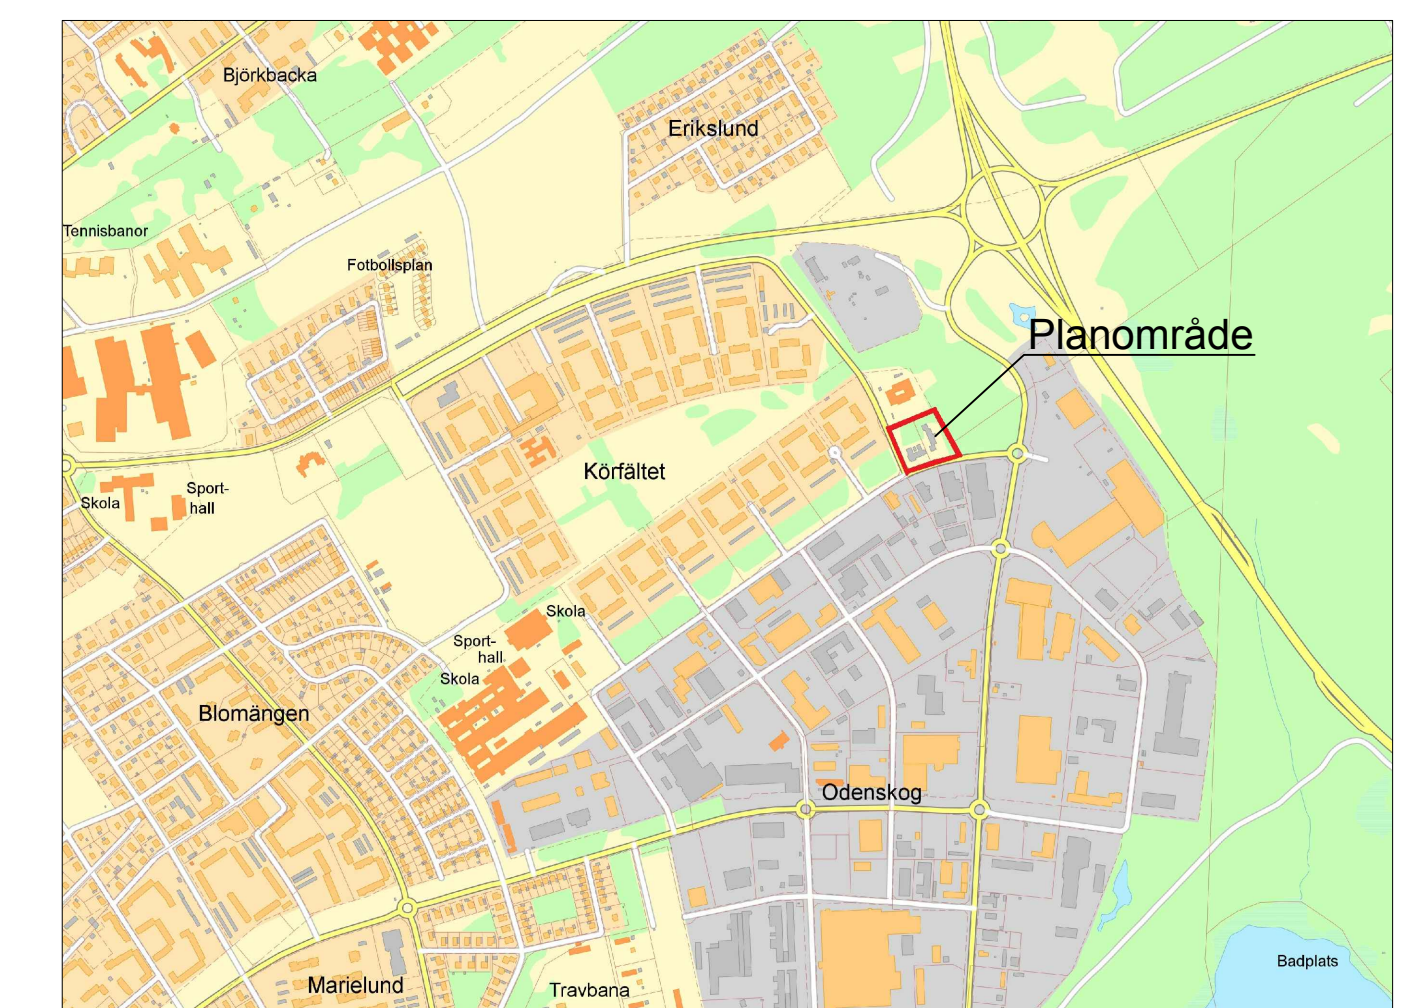 Björkbacka
Erikslund
Tennisbanor
Fotbollsplan
Planområde
Körfältet
Skola
Sport-
hall
Skola
Sport-
hall
Skola
Blomängen
Odenskog
Badplats
Marielund
Travbana